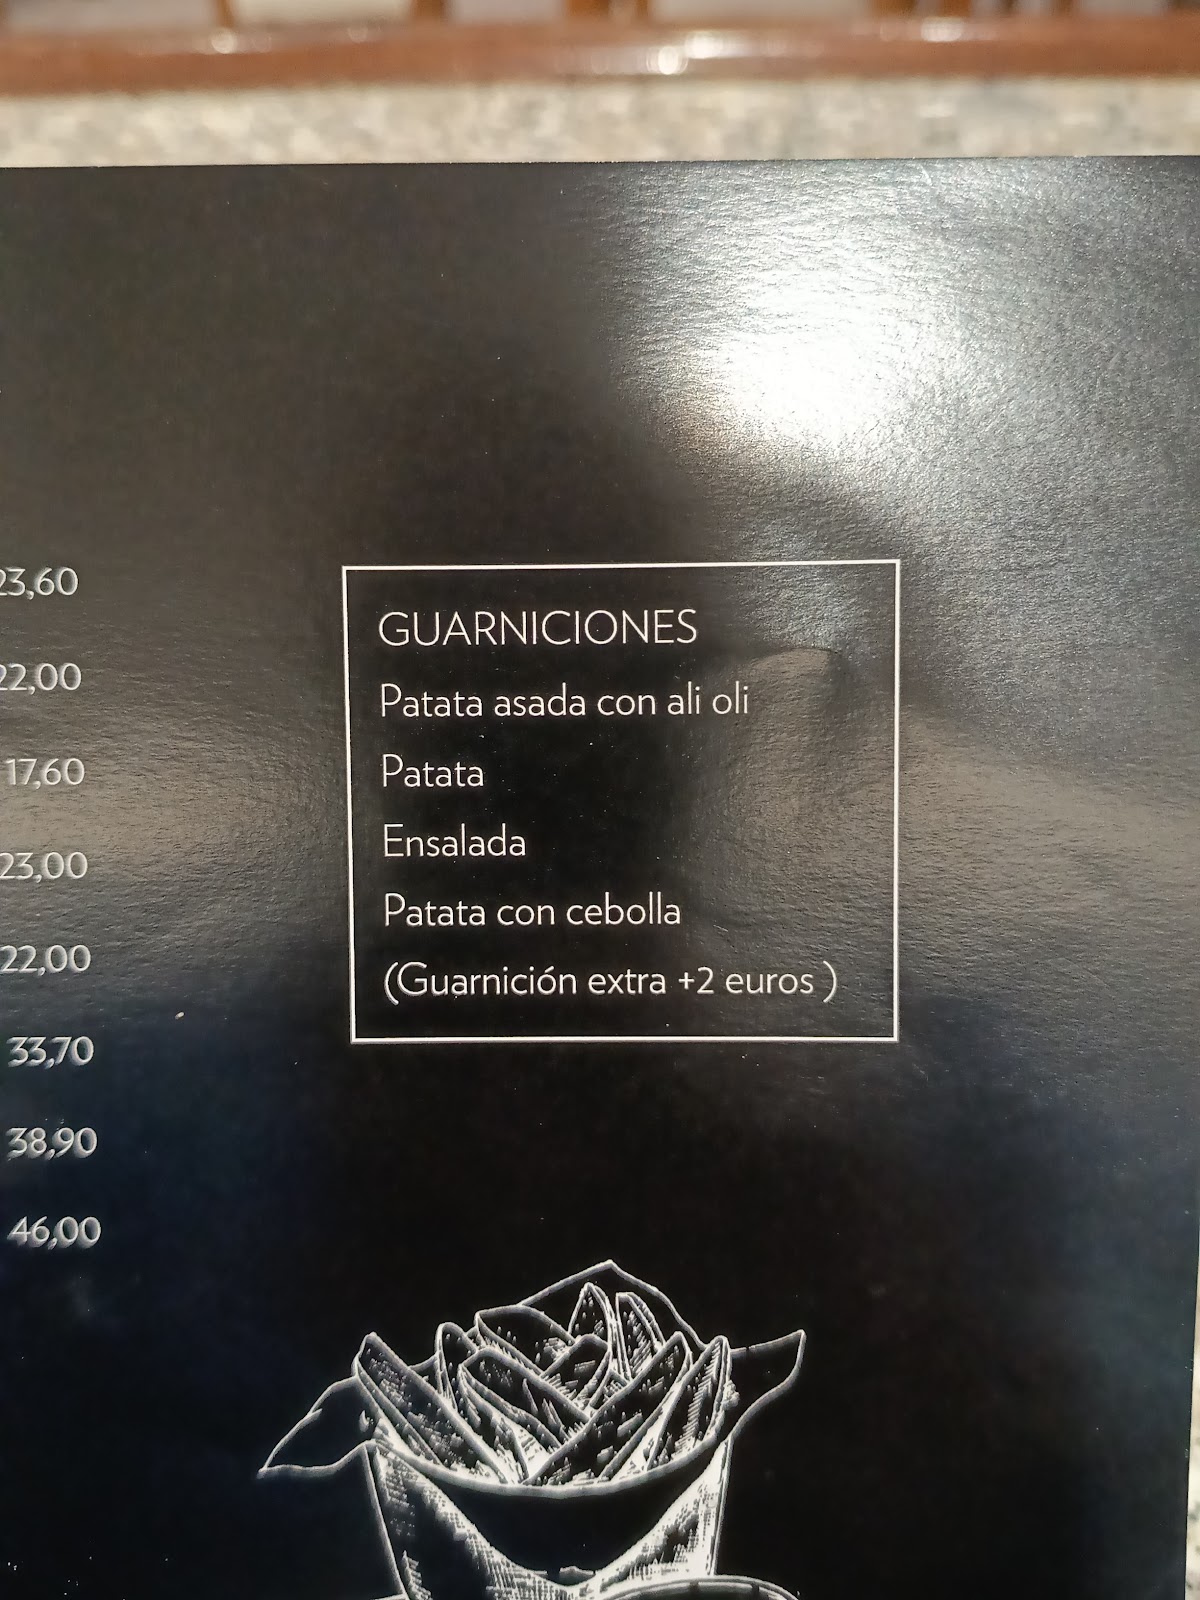 23,60
22,00
17,60
23,00
22,00
33,70
38,90
46,00
GUARNICIONES
Patata asada con ali oli
Patata
Ensalada
Patata con cebolla
(Guarnición extra +2 euros )